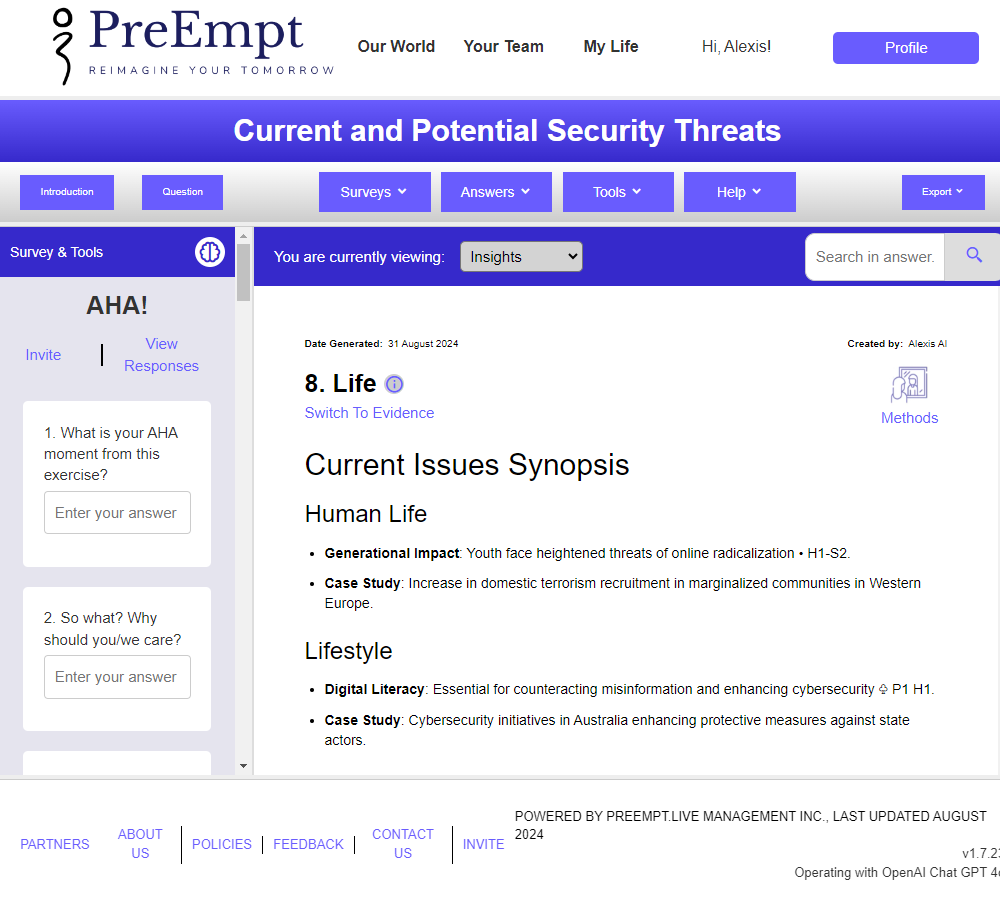 PreEmpt
REIMAGINE YOUR TOMORROW
Our World
Your Team
My Life
Hi, Alexis!
Profile
Current and Potential Security Threats
Introduction
Question
Surveys
Answers
Tools
Help
Export
Survey & Tools
You are currently viewing:
Insights
Search in answer.
AHA!
Invite
View
Responses
1. What is your AHA
moment from this
exercise?
Enter your answer
2. So what? Why
should you/we care?
Enter your answer
Date Generated: 31 August 2024
Created by: Alexis AI
8. Life
Switch To Evidence
Methods
Current Issues Synopsis
Human Life
• Generational Impact: Youth face heightened threats of online radicalization • H1-S2.
• Case Study: Increase in domestic terrorism recruitment in marginalized communities in Western
Europe.
Lifestyle
• Digital Literacy: Essential for counteracting misinformation and enhancing cybersecurity ♧ P1 H1.
• Case Study: Cybersecurity initiatives in Australia enhancing protective measures against state
actors.
PARTNERS
ABOUT
US
POLICIES
FEEDBACK
CONTACT
US
INVITE
POWERED BY PREEMPT.LIVE MANAGEMENT INC., LAST UPDATED AUGUST
2024
v1.7.23
Operating with OpenAI Chat GPT 4o